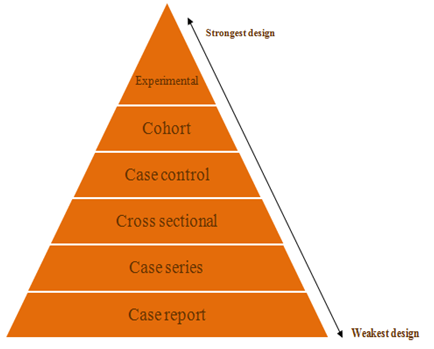 Strongest design
Experimental
Cohort
Case control
Cross sectional
Case series
Case report
Weakest design